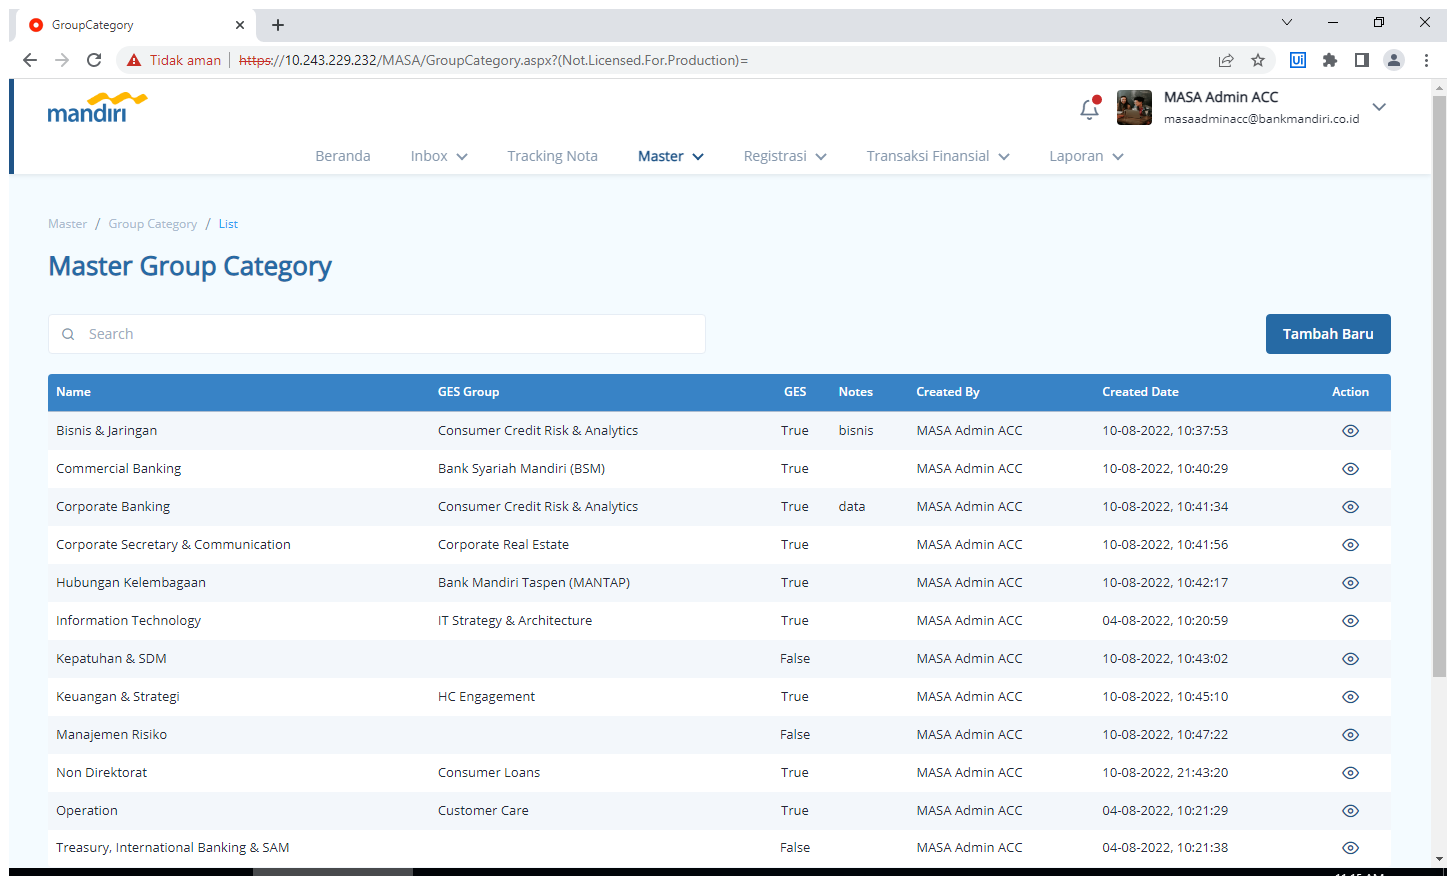 GroupCategory
Tidak aman https://10.243.229.232/MASA/GroupCategory.aspx?(Not.Licensed.For.Production)=
Ui
mandiri
MASA Admin ACC
masaadminacc@bankmandiri.co.id
Beranda Inbox Tracking Nota Master Registrasi Transaksi Finansial Laporan
Master / Group Category / List
Master Group Category
Search
Tambah Baru
Name GES Group GES Notes Created By Created Date Action
Bisnis & Jaringan Consumer Credit Risk & Analytics True bisnis MASA Admin ACC 10-08-2022, 10:37:53
Commercial Banking Bank Syariah Mandiri (BSM) True MASA Admin ACC 10-08-2022, 10:40:29
Corporate Banking Consumer Credit Risk & Analytics True data MASA Admin ACC 10-08-2022, 10:41:34
Corporate Secretary & Communication Corporate Real Estate True MASA Admin ACC 10-08-2022, 10:41:56
Hubungan Kelembagaan Bank Mandiri Taspen (MANTAP) True MASA Admin ACC 10-08-2022, 10:42:17
Information Technology IT Strategy & Architecture True MASA Admin ACC 04-08-2022, 10:20:59
Kepatuhan & SDM False MASA Admin ACC 10-08-2022, 10:43:02
Keuangan & Strategi HC Engagement True MASA Admin ACC 10-08-2022, 10:45:10
Manajemen Risiko False MASA Admin ACC 10-08-2022, 10:47:22
Non Direktorat Consumer Loans True MASA Admin ACC 10-08-2022, 21:43:20
Operation Customer Care True MASA Admin ACC 04-08-2022, 10:21:29
Treasury, International Banking & SAM False MASA Admin ACC 04-08-2022, 10:21:38